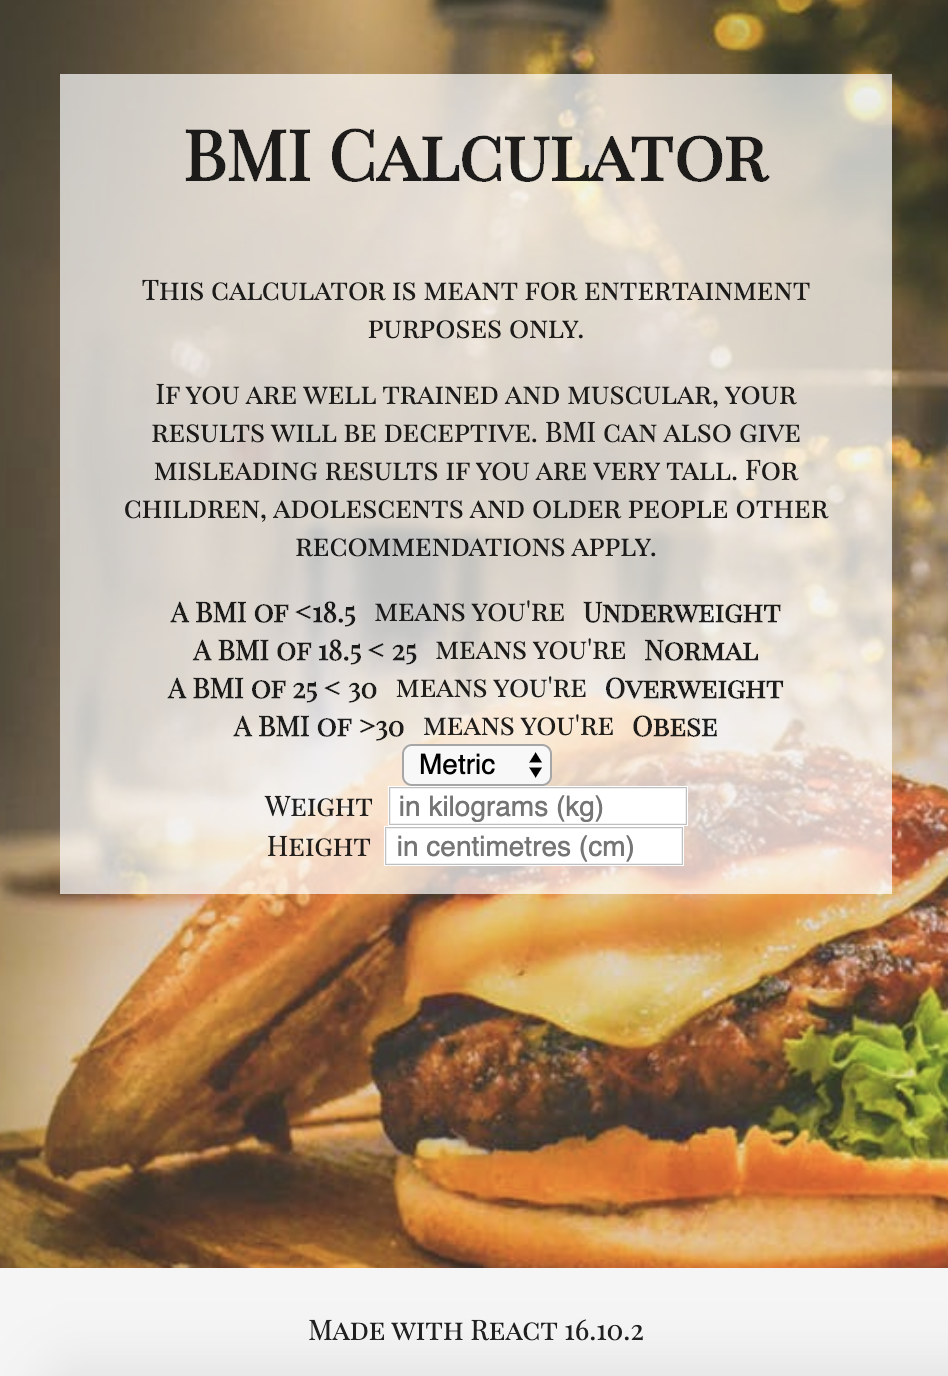 BMI Calculator
This calculator is meant for entertainment
purposes only.
If you are well trained and muscular, your
results will be deceptive. BMI can also give
misleading results if you are very tall. For
children, adolescents and older people other
recommendations apply.
A BMI of <18.5 means you're Underweight
A BMI of 18.5 < 25 means you're Normal
A BMI of 25 < 30 means you're Overweight
A BMI of >30 means you're Obese
Metric
Weight in kilograms (kg)
Height in centimetres (cm)
Made with React 16.10.2